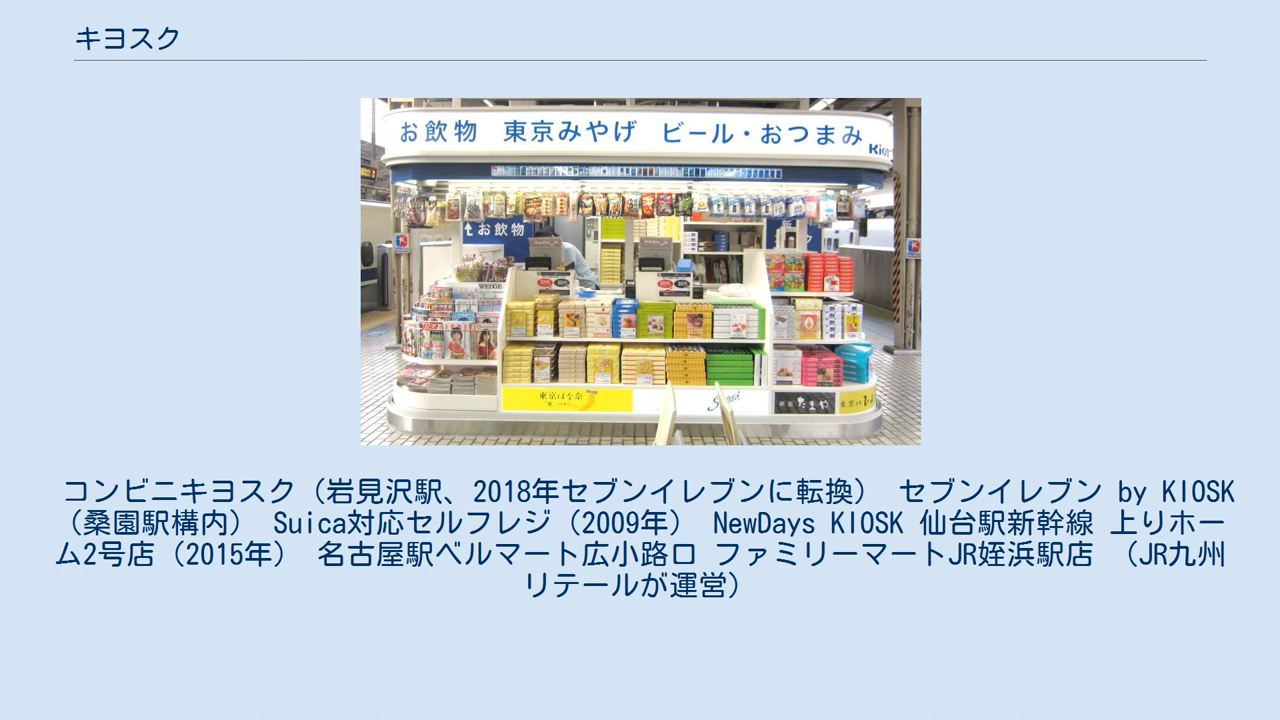 キヨスク
お飲物 東京みやげ ビール・おつまみ
↑お飲物
東京ばな奈
たまや
コンビニキヨスク（岩見沢駅、2018年セブンイレブンに転換） セブンイレブン by KIOSK
（桑園駅構内） Suica対応セルフレジ（2009年） NewDays KIOSK 仙台駅新幹線 上りホー
ム2号店（2015年） 名古屋駅ベルマート広小路口 ファミリーマートJR姪浜駅店 （JR九州
リテールが運営）